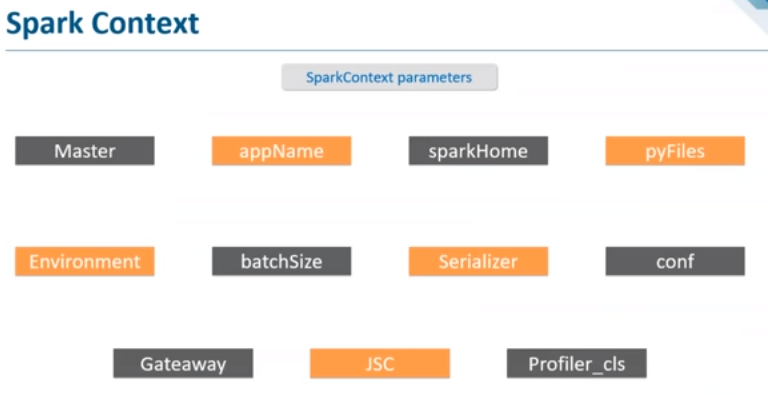 Spark Context
SparkContext parameters
Master appName sparkHome pyFiles
Environment batchSize Serializer conf
Gateaway JSC Profiler_cls